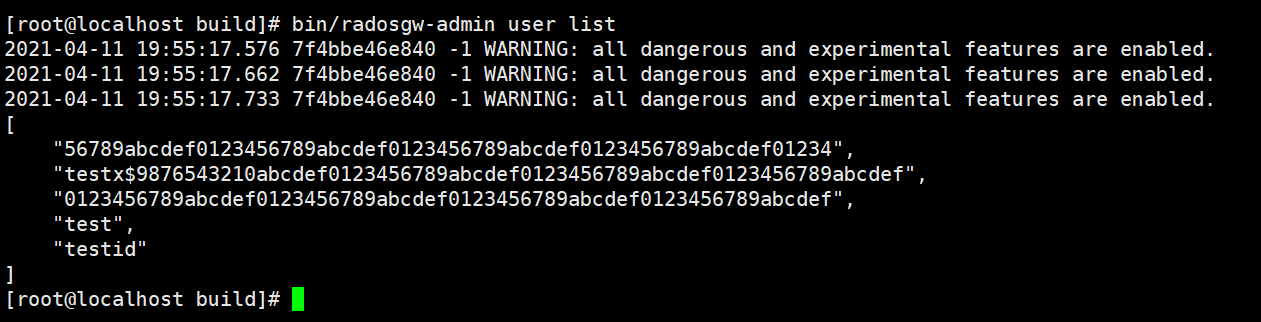 [root@localhost build]# bin/radosgw-admin user list
2021-04-11 19:55:17.576 7f4bbe46e840 -1 WARNING: all dangerous and experimental features are enabled.
2021-04-11 19:55:17.662 7f4bbe46e840 -1 WARNING: all dangerous and experimental features are enabled.
2021-04-11 19:55:17.733 7f4bbe46e840 -1 WARNING: all dangerous and experimental features are enabled.
[
    "56789abcdef0123456789abcdef0123456789abcdef0123456789abcdef01234",
    "testx$9876543210abcdef0123456789abcdef0123456789abcdef0123456789abcdef",
    "0123456789abcdef0123456789abcdef0123456789abcdef0123456789abcdef",
    "test",
    "testid"
]
[root@localhost build]#